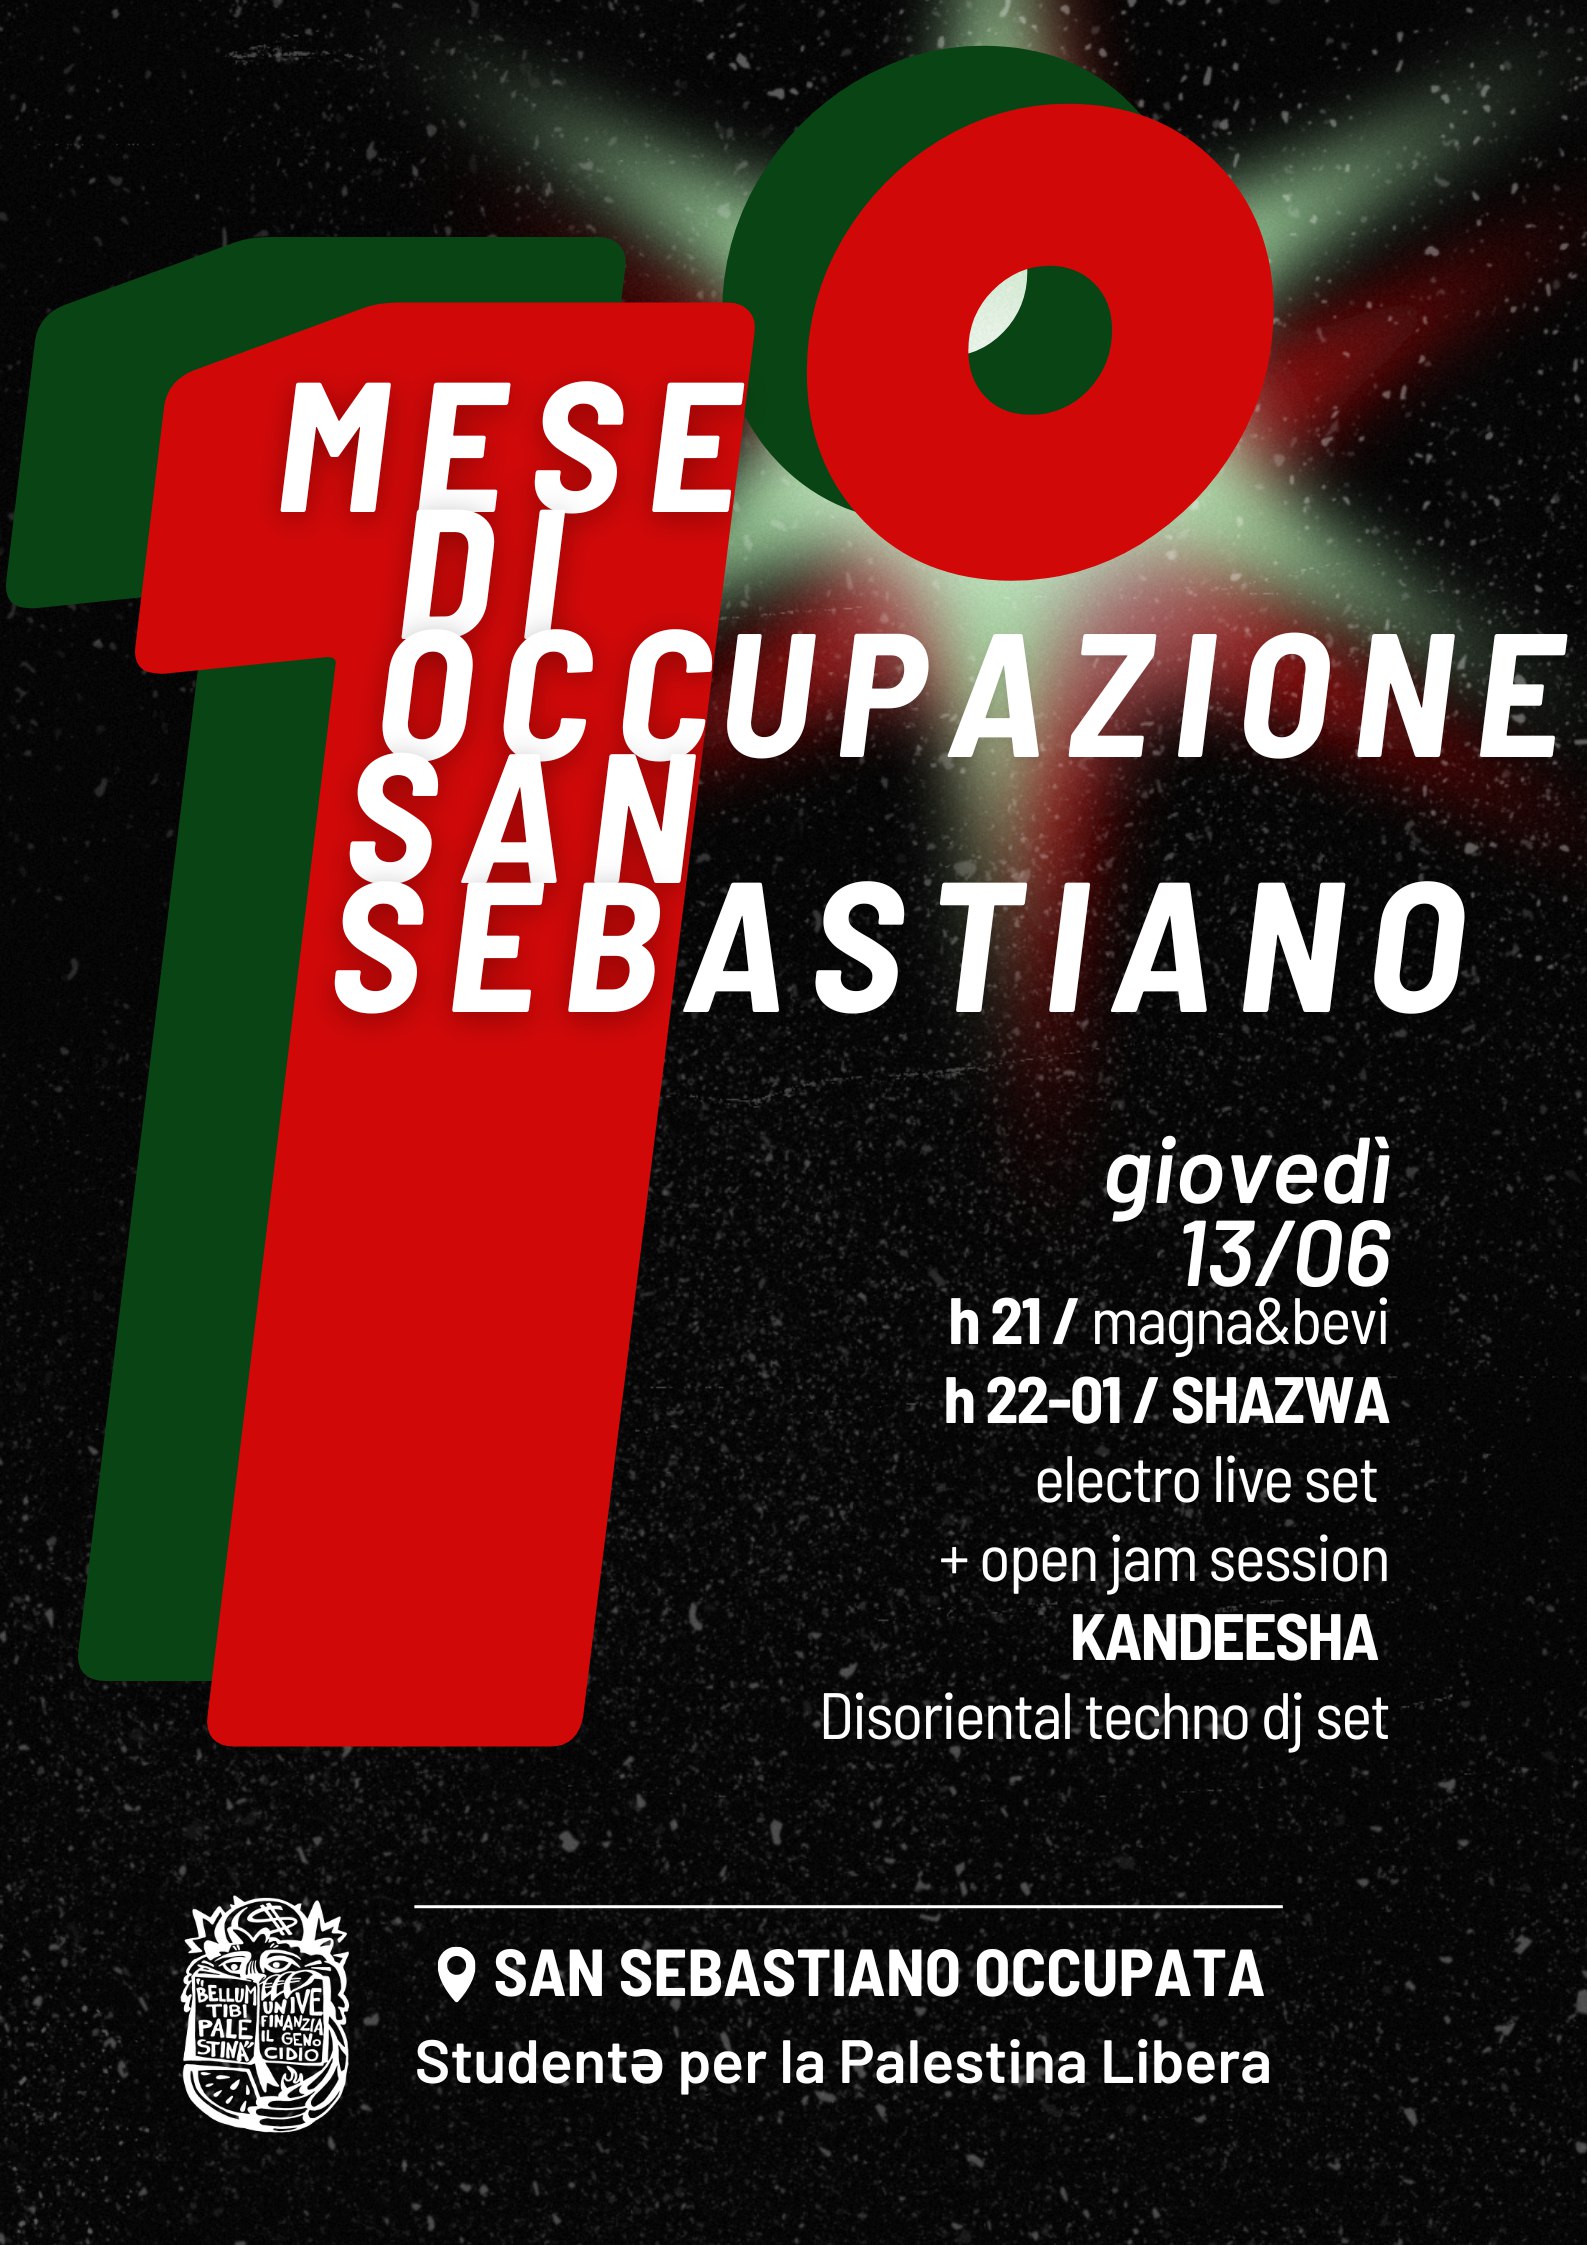 1°
MESE
DI
OCCUPAZIONE
SAN
SEBASTIANO
giovedì
13/06
h 21 / magna&bevi
h 22-01 / SHAZWA
electro live set
+ open jam session
KANDEESHA
Disoriental techno dj set
SAN SEBASTIANO OCCUPATA
Studentə per la Palestina Libera
"BELLUM
TIBI
PALE
STINA"
UNIVE
FINANZIA
IL GENO
CIDIO